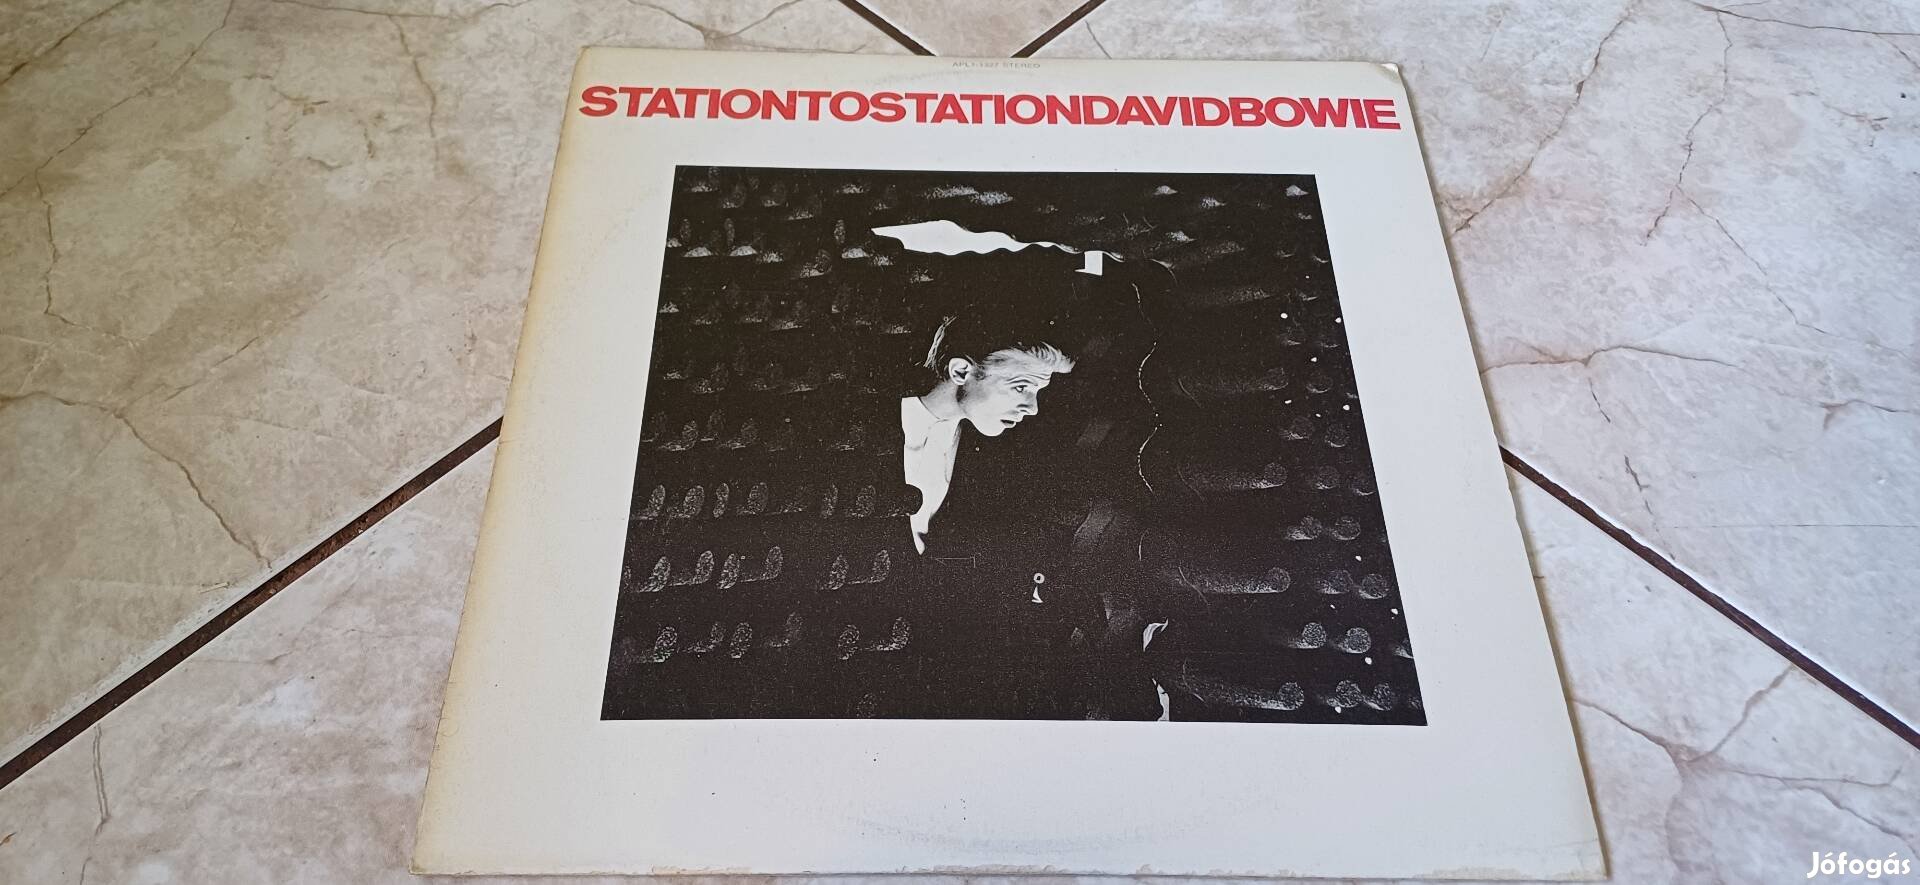 APL1-1327 STEREO
STATIONTOSTATIONDAVIDBOWIE
Jófogás